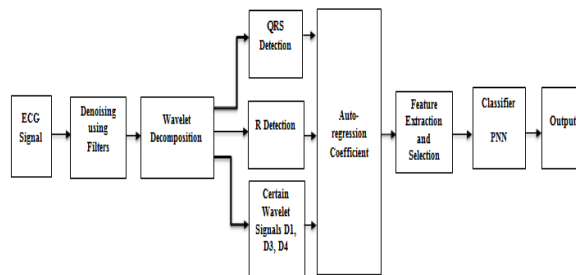 ECG
Signal
Denoising
using
Filters
Wavelet
Decomposition
QRS
Detection
R Detection
Certain
Wavelet
Signals D1,
D3, D4
Auto-
regression
Coefficient
Feature
Extraction
and
Selection
Classifier
PNN
Output